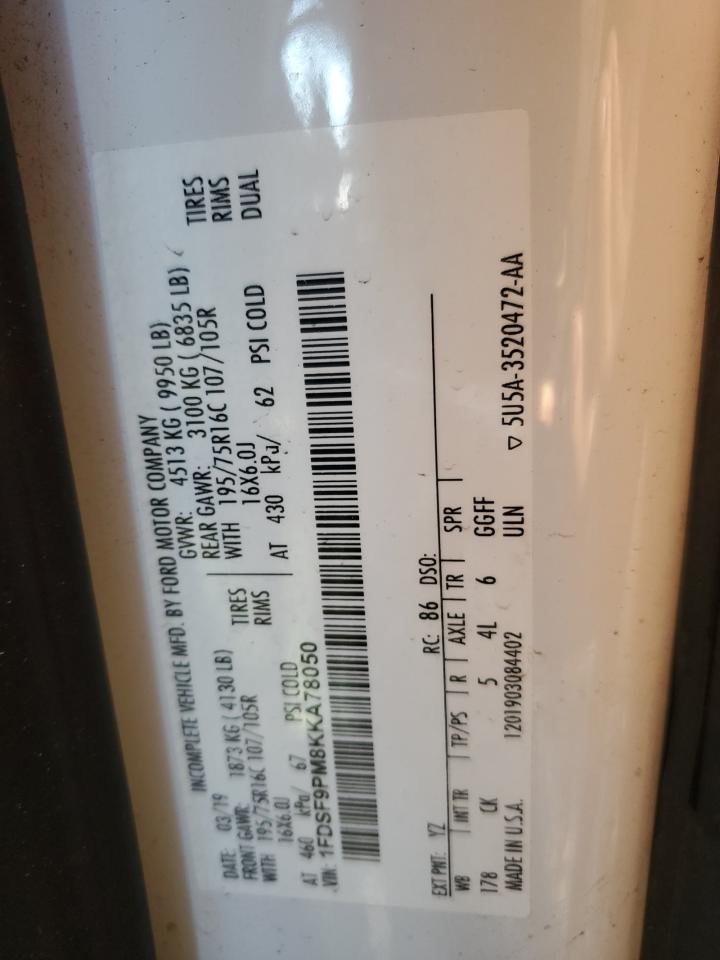 INCOMPLETE VEHICLE MFD. BY FORD MOTOR COMPANY
DATE: 03/19 GVWR: 4513 KG ( 9950 LB)
FRONT GAWR: 1873 KG ( 4130 LB) REAR GAWR: 3100 KG ( 6835 LB)
WITH 195/75R16C 107/105R TIRES WITH 195/75R16C 107/105R TIRES
16X6.0J RIMS 16X6.0J RIMS
AT 460 kPa/ 67 PSI COLD AT 430 kPa/ 62 PSI COLD DUAL
VIN: 1FDSF9PM8KKA78050
EXT PNT: YZ RC: 86 DSO:
WB INT TR TP/PS R AXLE TR SPR
178 CK 5 4L 6 GGFF
MADE IN U.S.A. 1201903084402 ULN ▽ 5U5A-3520472-AA